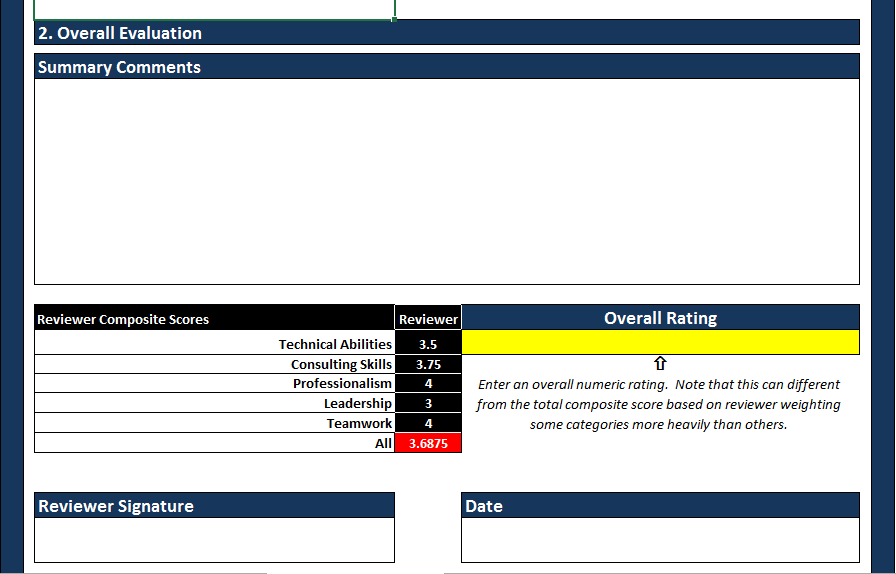 2. Overall Evaluation
Summary Comments
Reviewer Composite Scores Reviewer
Technical Abilities 3.5
Consulting Skills 3.75
Professionalism 4
Leadership 3
Teamwork 4
All 3.6875
Overall Rating
Enter an overall numeric rating. Note that this can different
from the total composite score based on reviewer weighting
some categories more heavily than others.
Reviewer Signature
Date